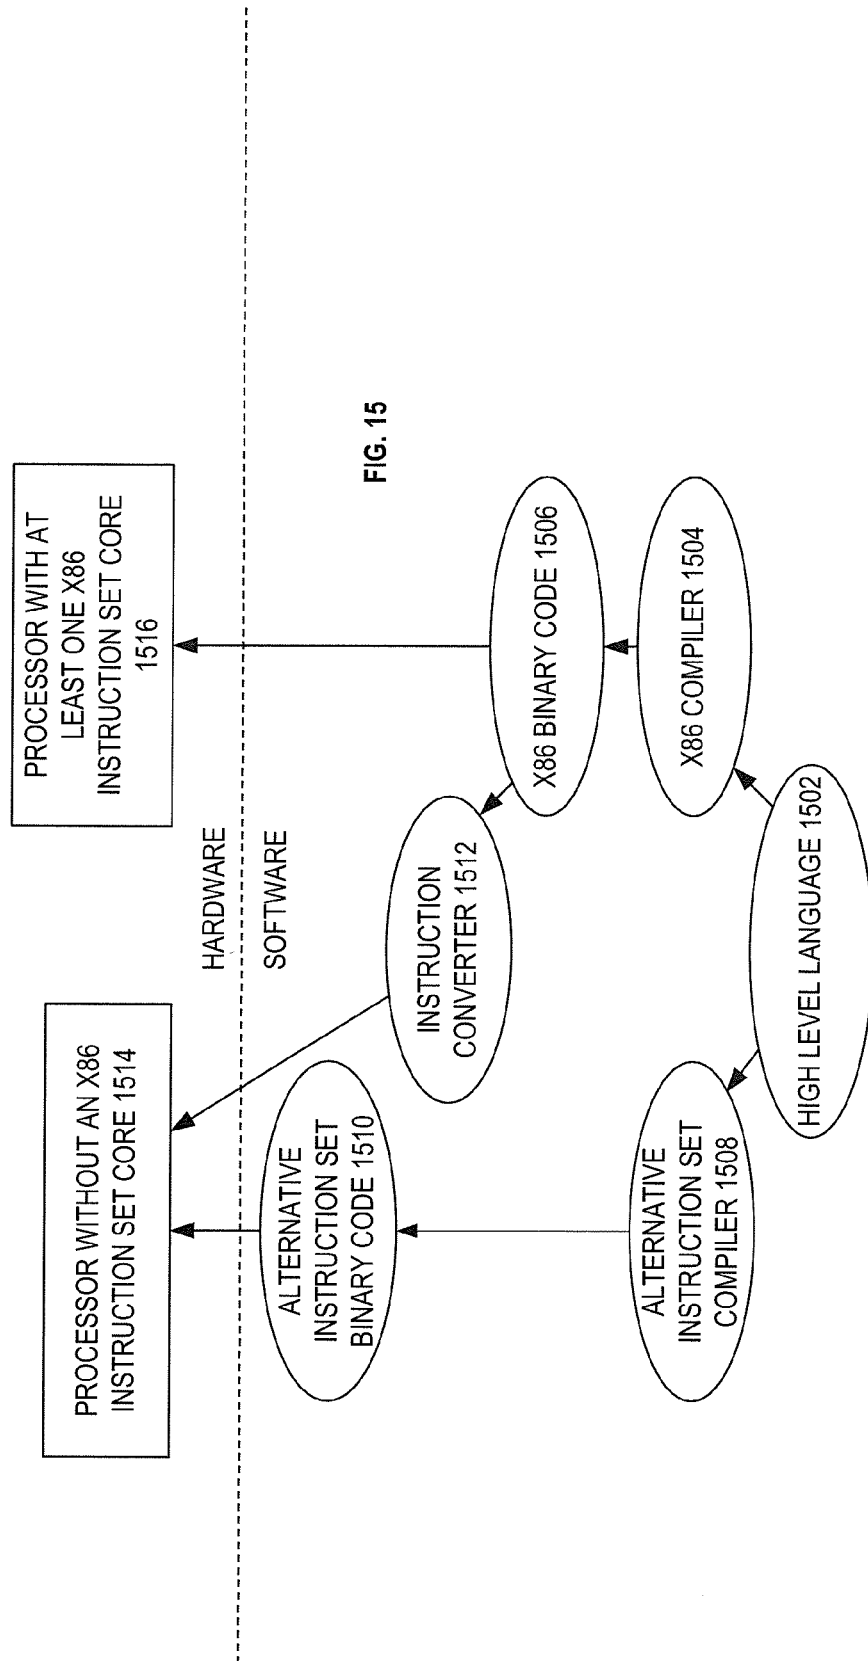 PROCESSOR WITHOUT AN X86
INSTRUCTION SET CORE 1514
PROCESSOR WITH AT
LEAST ONE X86
INSTRUCTION SET CORE
1516
HARDWARE
SOFTWARE
ALTERNATIVE
INSTRUCTION SET
BINARY CODE 1510
INSTRUCTION
CONVERTER 1512
FIG. 15
X86 BINARY CODE 1506
ALTERNATIVE
INSTRUCTION SET
COMPILER 1508
X86 COMPILER 1504
HIGH LEVEL LANGUAGE 1502